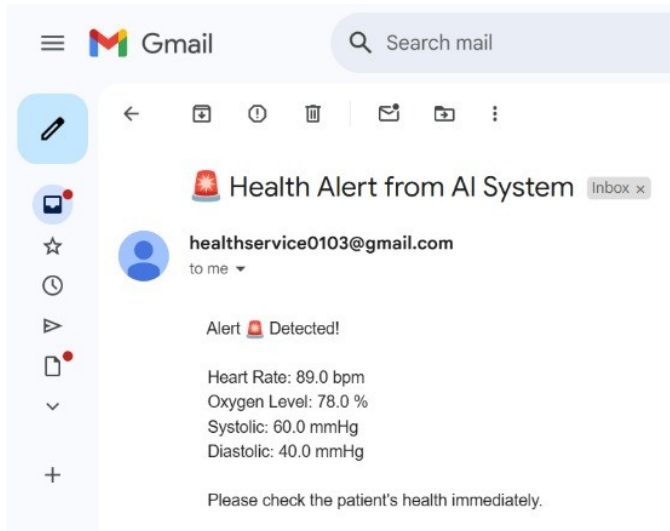 Gmail
Search mail
🚨 Health Alert from AI System Inbox x
healthservice0103@gmail.com
to me
Alert 🚨 Detected!
Heart Rate: 89.0 bpm
Oxygen Level: 78.0 %
Systolic: 60.0 mmHg
Diastolic: 40.0 mmHg
Please check the patient's health immediately.